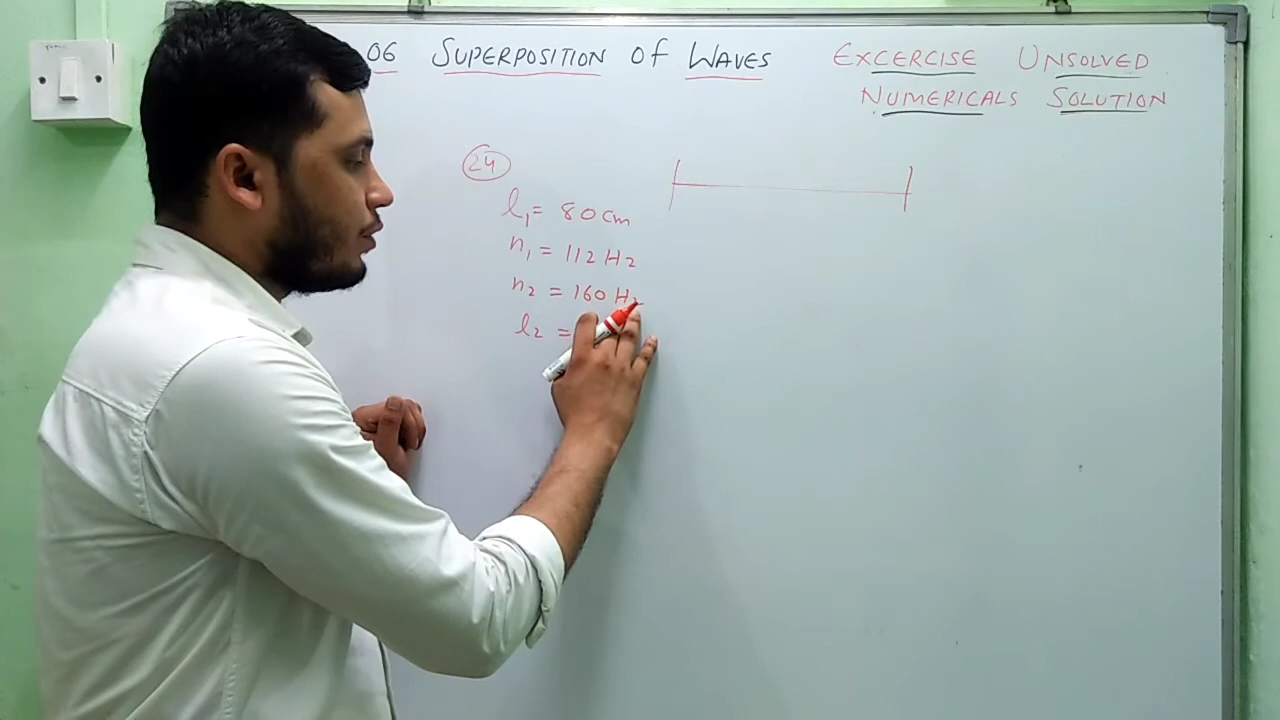 06 SUPERPOSITION OF WAVES EXCERCISE UNSOLVED
NUMERICALS SOLUTION
24
l₁ = 80 cm
n₁ = 112 Hz
n₂ = 160 Hz
l₂ =